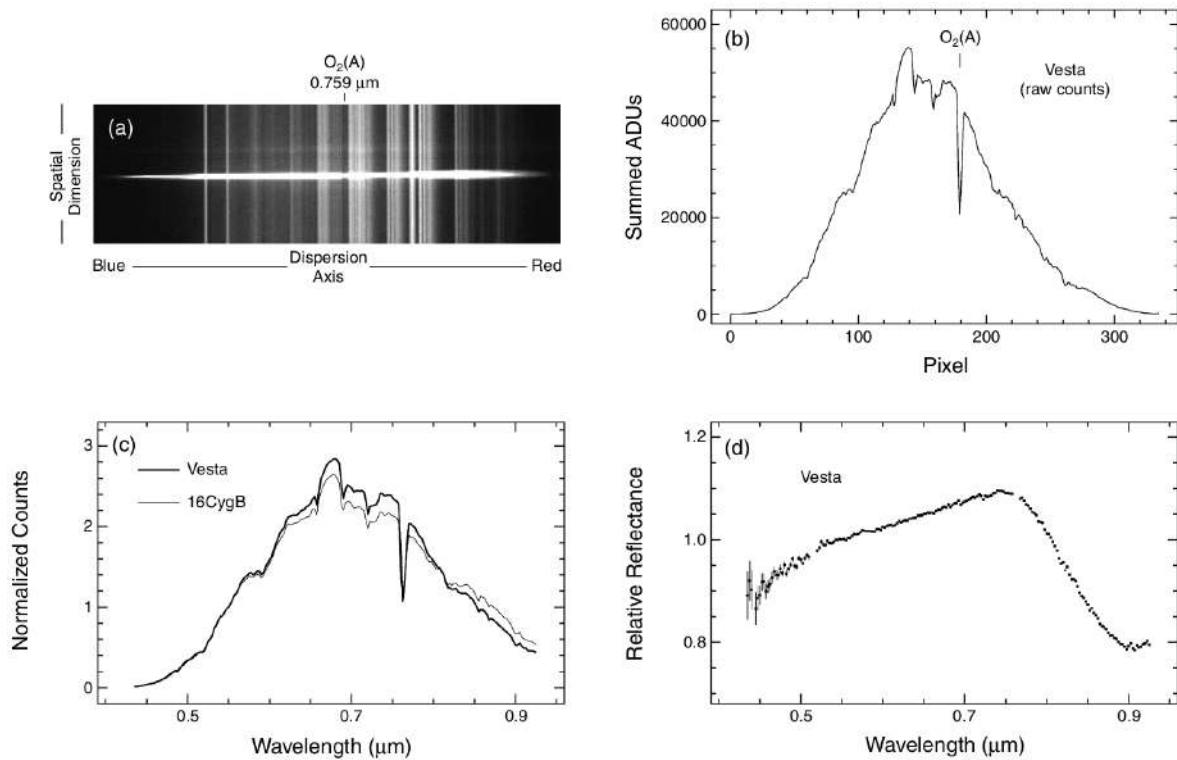 O₂(A)
0.759 μm
(a)
Spatial
Dimension
Blue
Dispersion
Axis
Red
(b)
O₂(A)
Vesta
(raw counts)
60000
40000
20000
0
Summed ADUs
0
100
200
300
Pixel
(c)
Vesta
16CygB
3
2
1
0
Normalized Counts
0.5
0.7
0.9
Wavelength (μm)
(d)
Vesta
1.2
1.0
0.8
Relative Reflectance
0.5
0.7
0.9
Wavelength (μm)